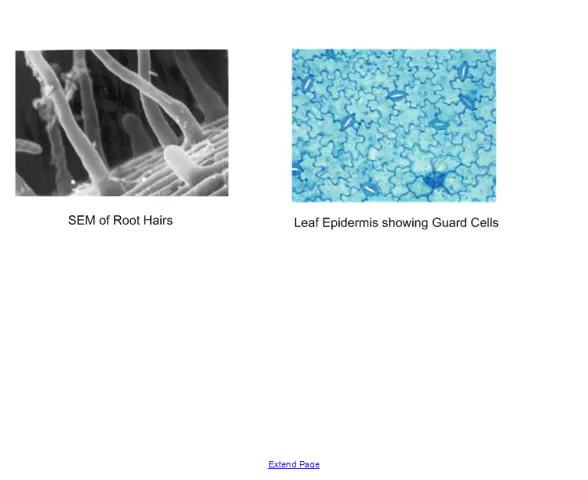 SEM of Root Hairs
Leaf Epidermis showing Guard Cells
Extend Page